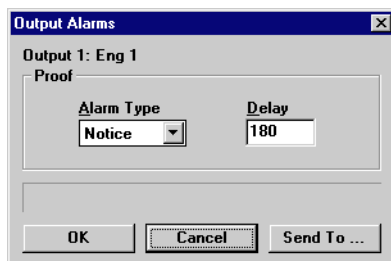 Output Alarms
Output 1: Eng 1
Proof
Alarm Type Delay
Notice 180
OK Cancel Send To ...